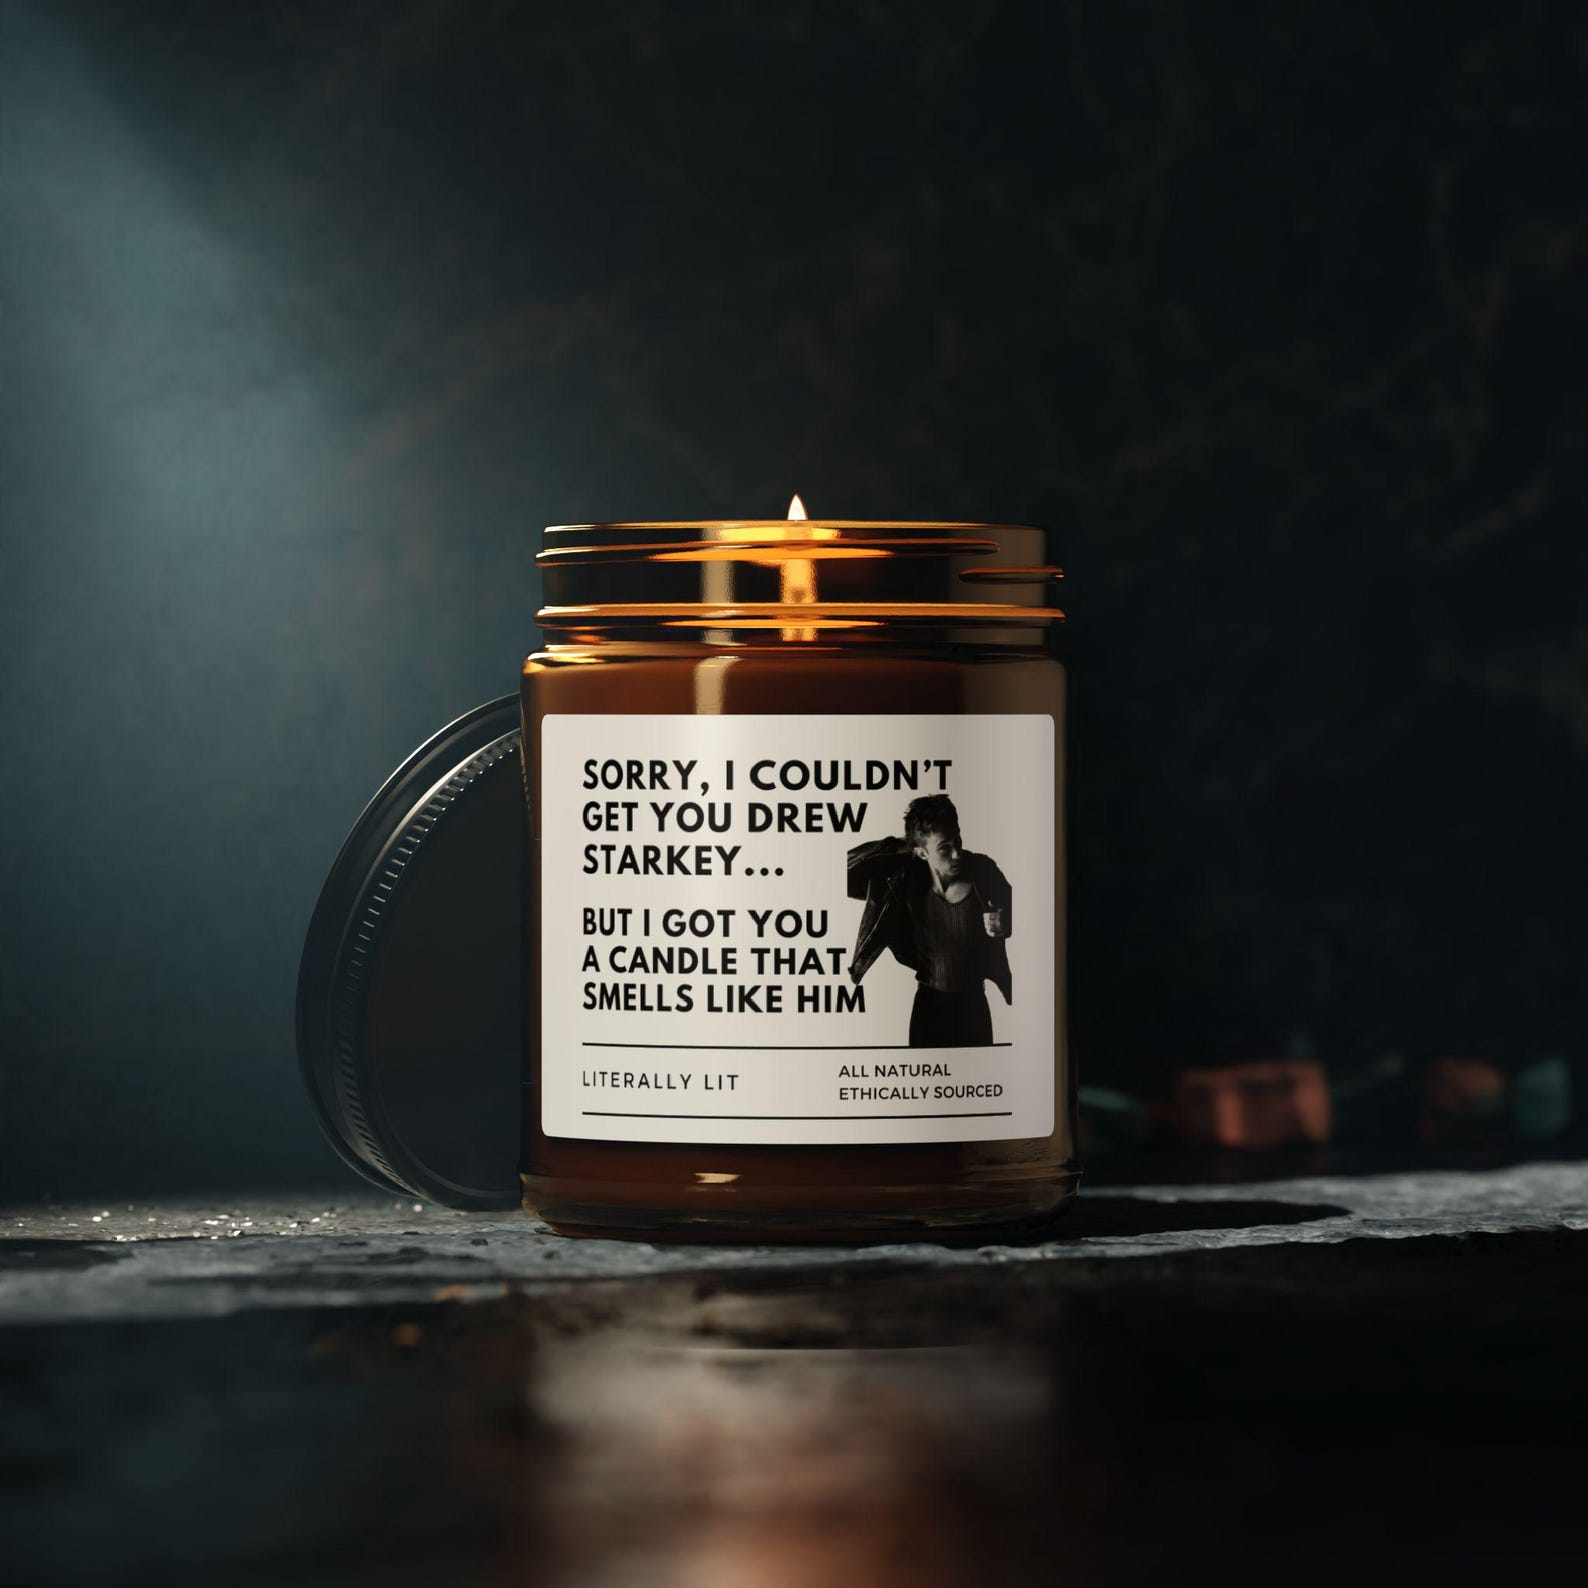 SORRY, I COULDN'T
GET YOU DREW
STARKEY...
BUT I GOT YOU
A CANDLE THAT
SMELLS LIKE HIM
LITERALLY LIT
ALL NATURAL
ETHICALLY SOURCED